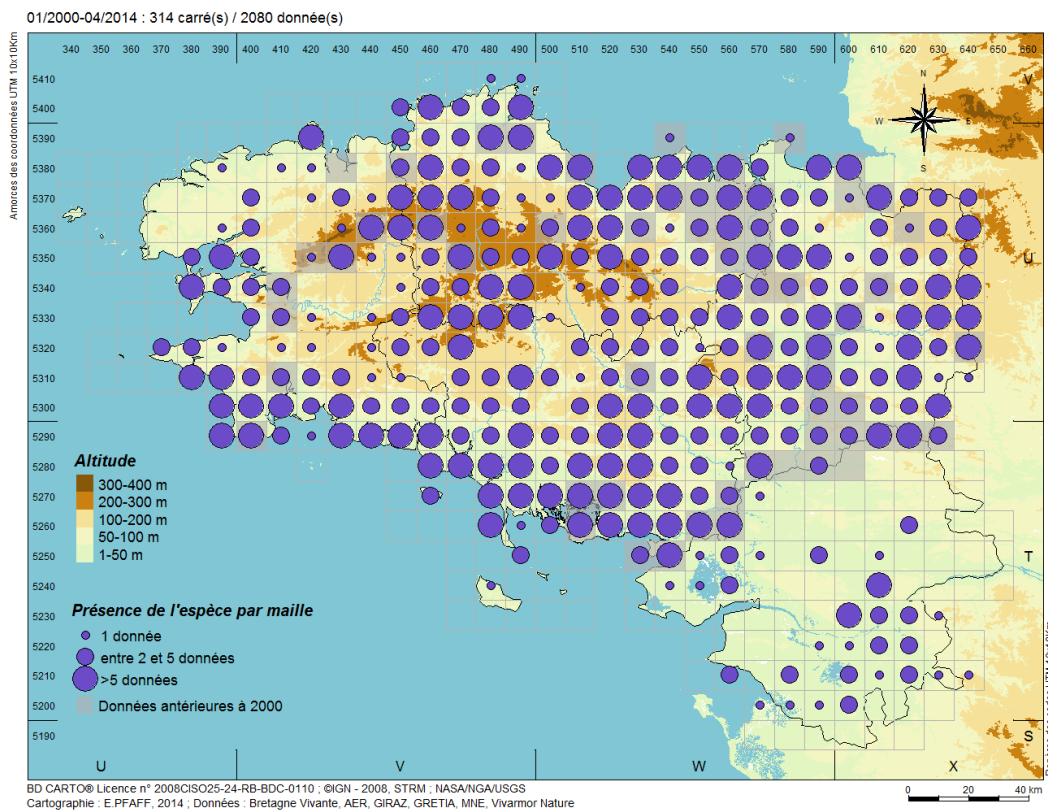 01/2000-04/2014 : 314 carré(s) / 2080 donnée(s)
Amorces des coordonnées UTM 10x10Km
340 350 360 370 380 390 400 410 420 430 440 450 460 470 480 490 500 510 520 530 540 550 560 570 580 590 600 610 620 630 640 650 660
5410
5400
5390
5380
5370
5360
5350
5340
5330
5320
5310
5300
5290
5280
5270
5260
5250
5240
5230
5220
5210
5200
5190
N
W
E
S
V
U
T
S
Altitude
300-400 m
200-300 m
100-200 m
50-100 m
1-50 m
Présence de l'espèce par maille
1 donnée
entre 2 et 5 données
>5 données
Données antérieures à 2000
U V W X
BD CARTO® Licence n° 2008CISO25-24-RB-BDC-0110 ; ©IGN - 2008, STRM ; NASA/NGA/USGS
Cartographie : E.PFAFF, 2014 ; Données : Bretagne Vivante, AER, GIRAZ, GRETIA, MNE, Vivarmor Nature
0 20 40 km